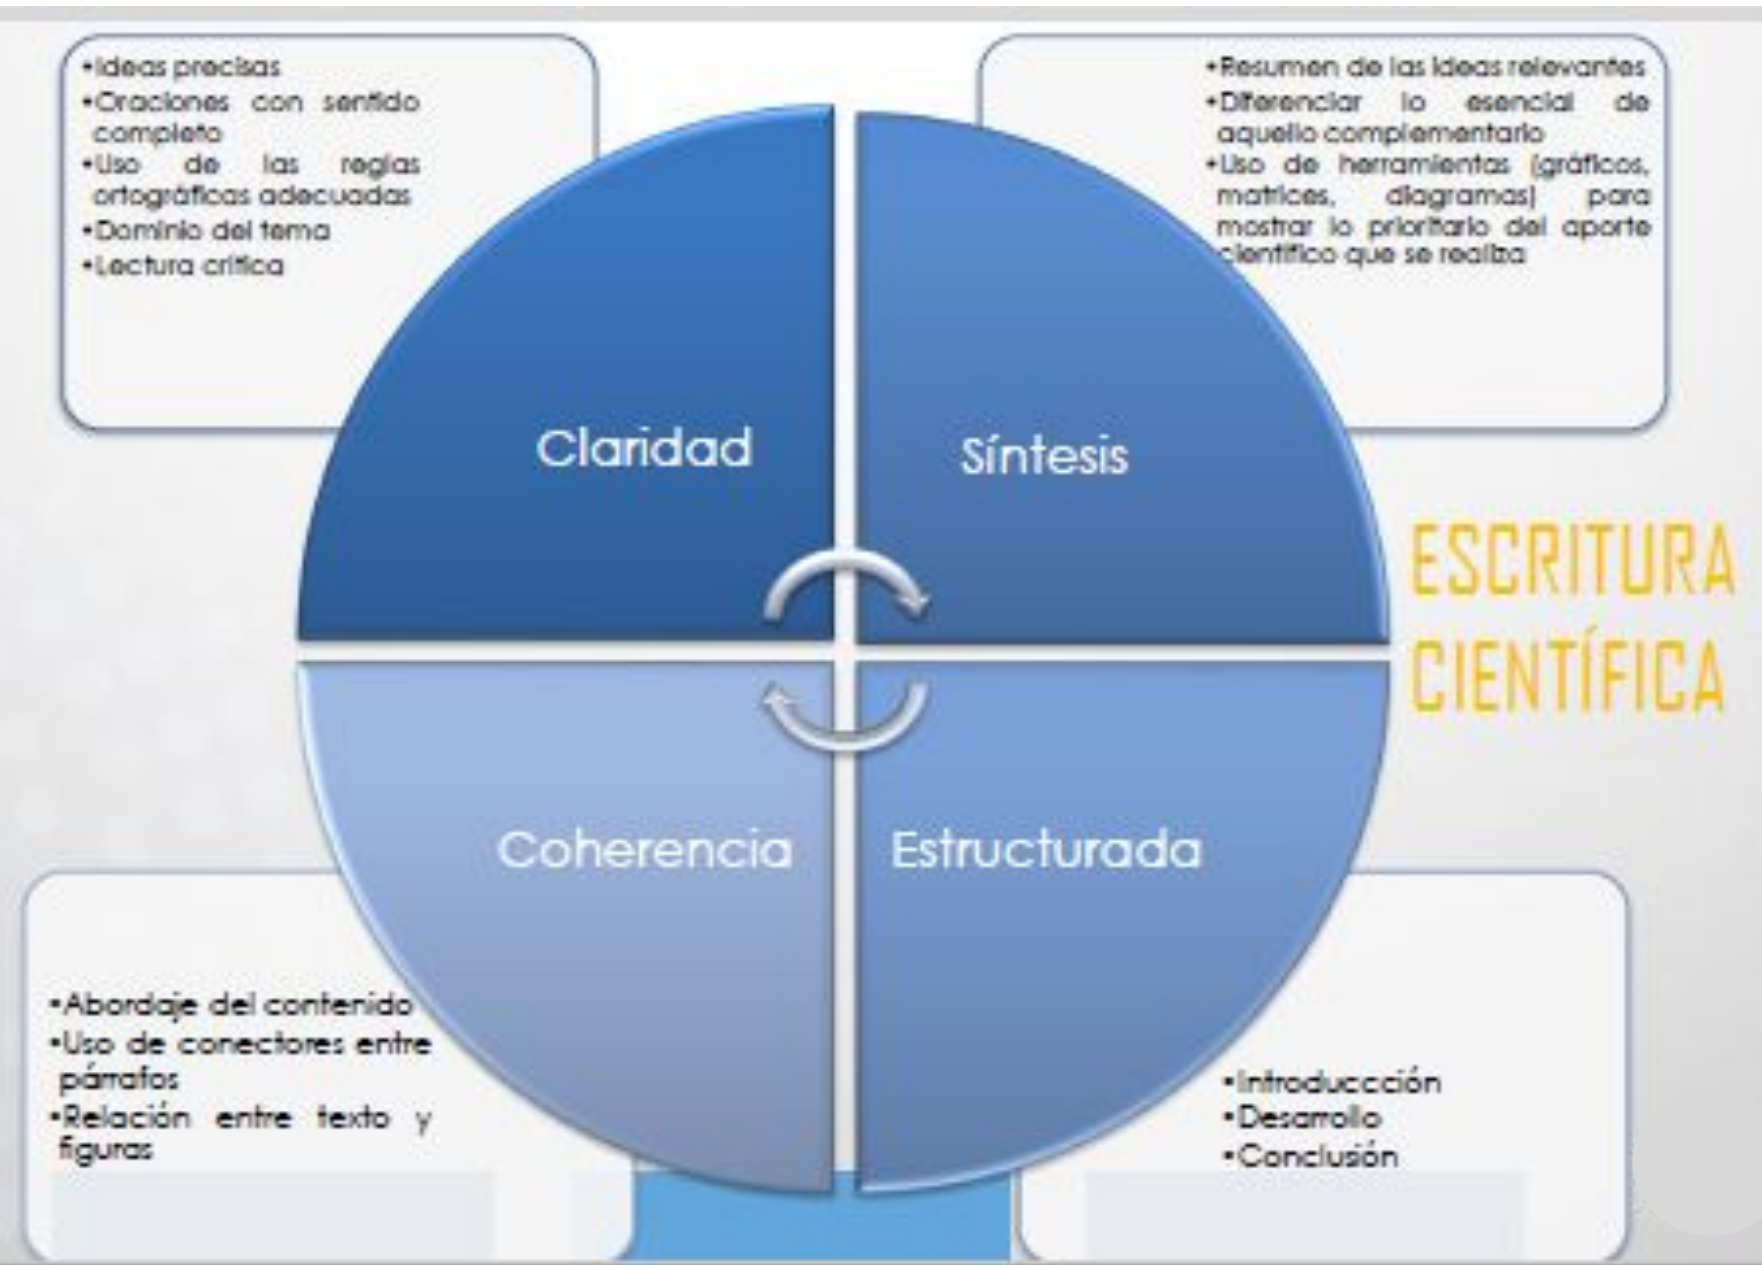 •Ideas precisas
•Oraciones con sentido
completo
•Uso de las reglas
ortográficas adecuadas
•Dominio del tema
•Lectura crítica
•Resumen de las ideas relevantes
•Diferenciar lo esencial de
aquello complementario
•Uso de herramientas (gráficos,
matrices, diagramas) para
mostrar lo prioritario del aporte
científico que se realiza
Claridad
Síntesis
ESCRITURA
CIENTÍFICA
Coherencia
Estructurada
•Abordaje del contenido
•Uso de conectores entre
párrafos
•Relación entre texto y
figuras
•Introduccción
•Desarrollo
•Conclusión